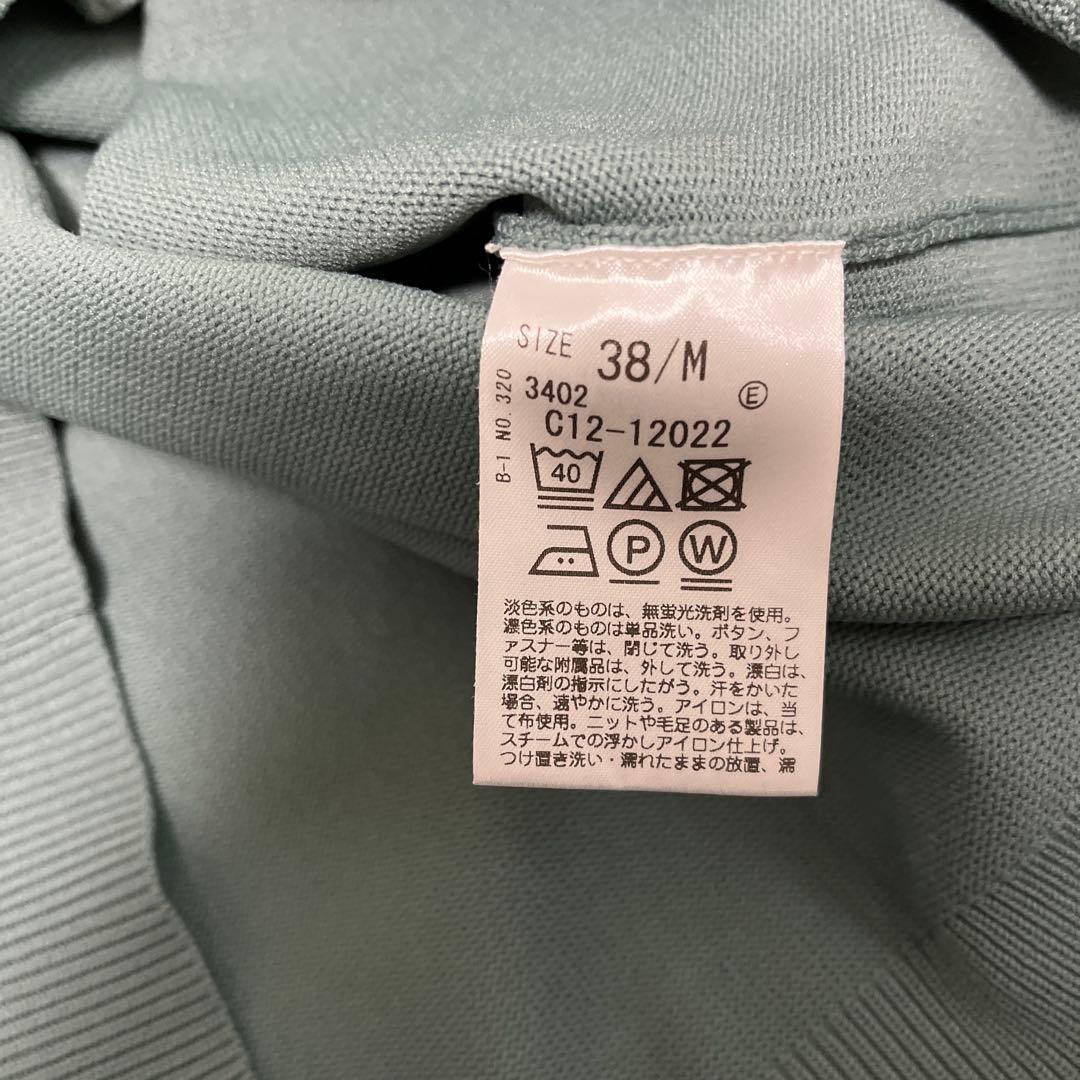 SIZE 38/M
B-1 NO.320
3402 Ⓔ
C12-12022
40
P W
淡色系のものは、無蛍光洗剤を使用。
濃色系のものは単品洗い。ボタン、フ
ァスナー等は、閉じて洗う。取り外し
可能な附属品は、外して洗う。漂白は、
漂白剤の指示にしたがう。汗をかいた
場合、速やかに洗う。アイロンは、当
て布使用。ニットや毛足のある製品は、
スチームでの浮かしアイロン仕上げ。
つけ置き洗い・濡れたままの放置、濡